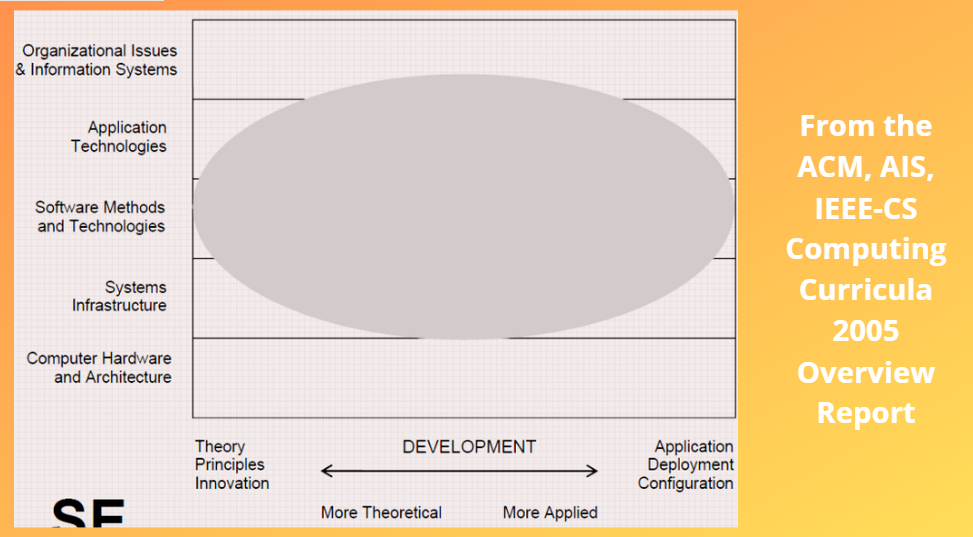 Organizational Issues
& Information Systems
Application
Technologies
Software Methods
and Technologies
Systems
Infrastructure
Computer Hardware
and Architecture
Theory
Principles
Innovation
DEVELOPMENT
Application
Deployment
Configuration
More Theoretical
More Applied
SE
From the
ACM, AIS,
IEEE-CS
Computing
Curricula
2005
Overview
Report